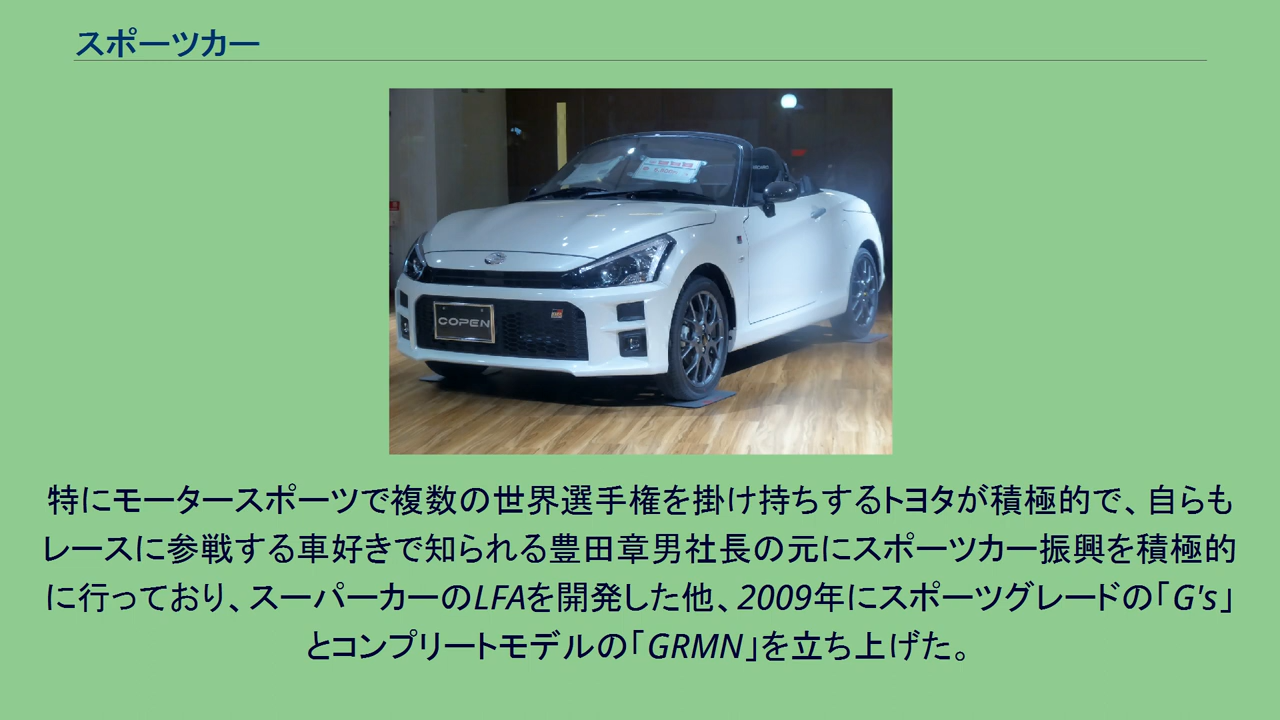 スポーツカー
COPEN
特にモータースポーツで複数の世界選手権を掛け持ちするトヨタが積極的で、自らも
レースに参戦する車好きで知られる豊田章男社長の元にスポーツカー振興を積極的
に行っており、スーパーカーのLFAを開発した他、2009年にスポーツグレードの「G's」
とコンプリートモデルの「GRMN」を立ち上げた。